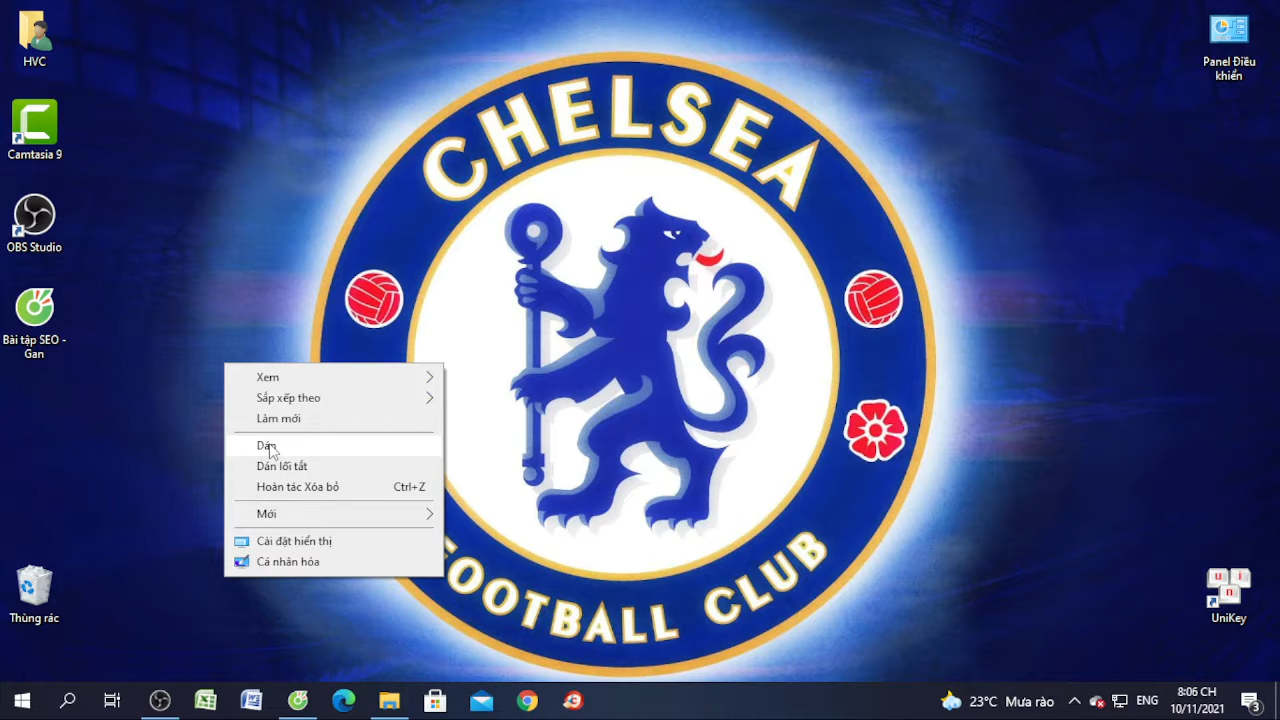 HVC
Camtasia 9
OBS Studio
Bài tập SEO -
Gan
Thùng rác
Panel Điều
khiển
UniKey
CHELSEA
FOOTBALL CLUB
Xem
Sắp xếp theo
Làm mới
Dán
Dán lối tắt
Hoàn tác Xóa bỏ Ctrl+Z
Mới
Cài đặt hiển thị
Cá nhân hóa
23°C Mưa rào
ENG
8:06 CH
10/11/2021
3